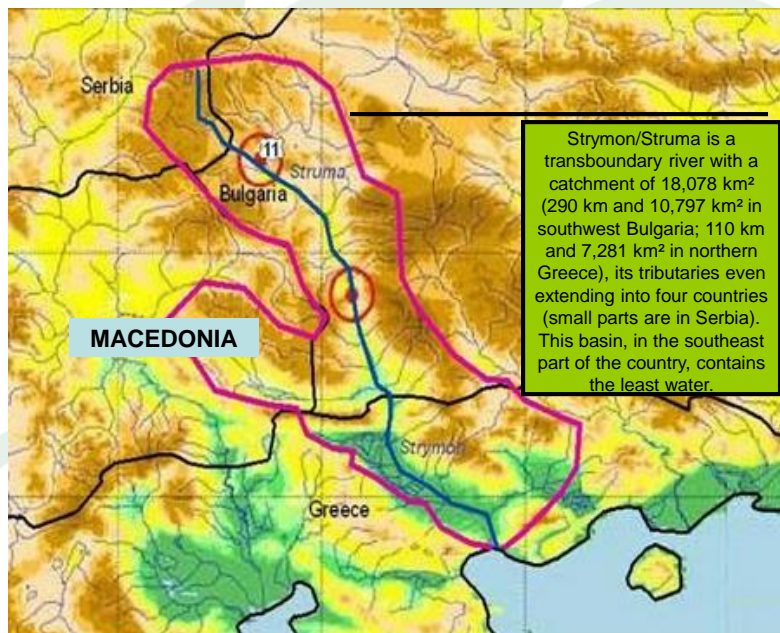 Serbia
11
Struma
Bulgaria
MACEDONIA
Strymon
Greece
Strymon/Struma is a
transboundary river with a
catchment of 18,078 km²
(290 km and 10,797 km² in
southwest Bulgaria; 110 km
and 7,281 km² in northern
Greece), its tributaries even
extending into four countries
(small parts are in Serbia).
This basin, in the southeast
part of the country, contains
the least water.